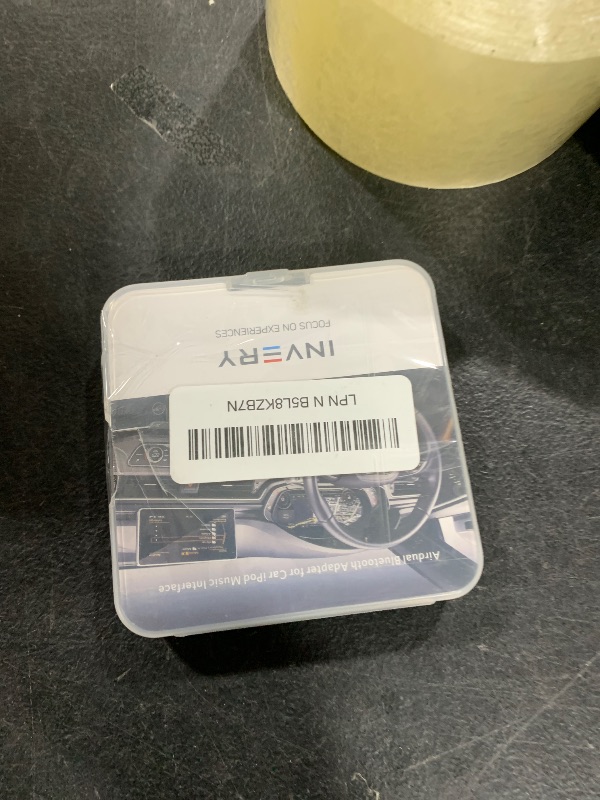 INVERY
FOCUS ON EXPERIENCES
LPN N B5L8KZB7N
Airdual Bluetooth Adapter for Car iPod Music Interface